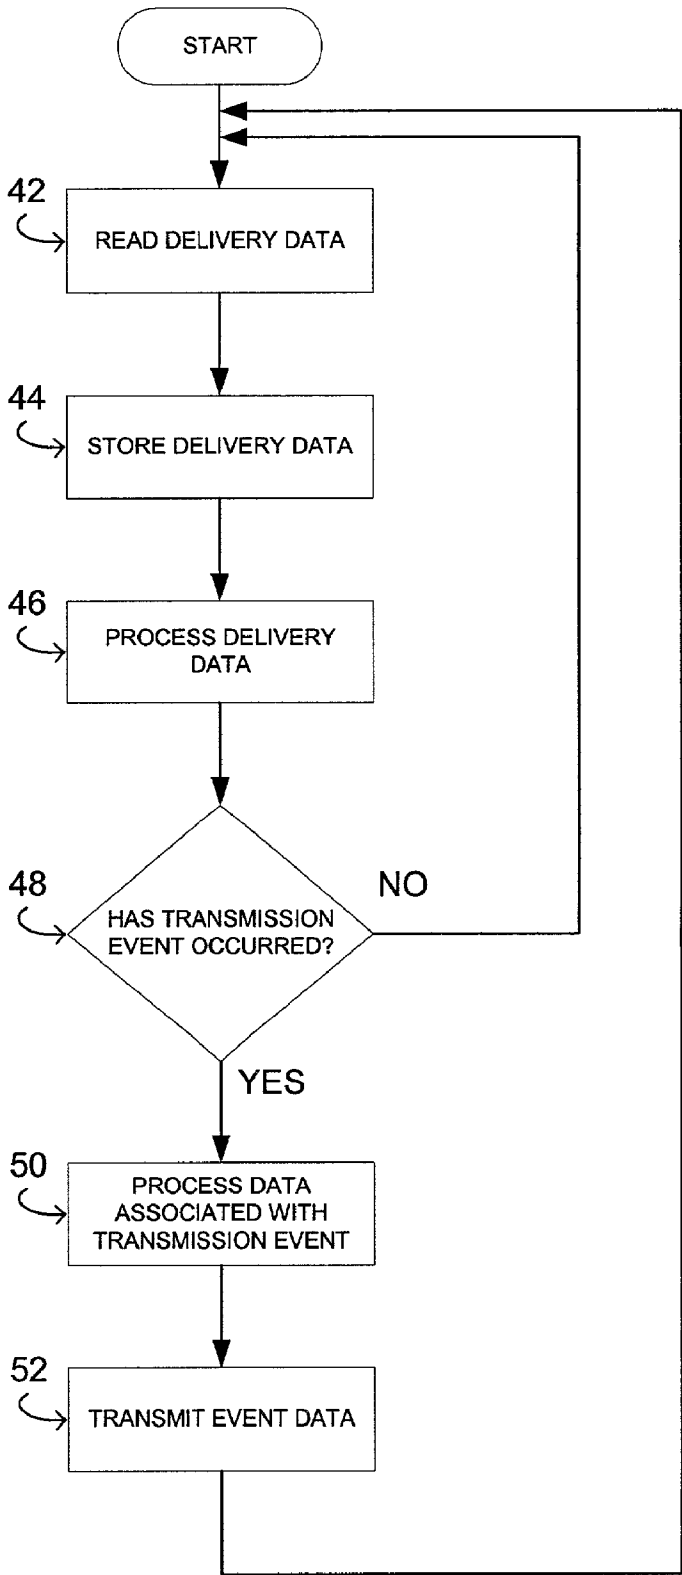 START
42
READ DELIVERY DATA
44
STORE DELIVERY DATA
46
PROCESS DELIVERY
DATA
48
HAS TRANSMISSION
EVENT OCCURRED?
NO
YES
50
PROCESS DATA
ASSOCIATED WITH
TRANSMISSION EVENT
52
TRANSMIT EVENT DATA